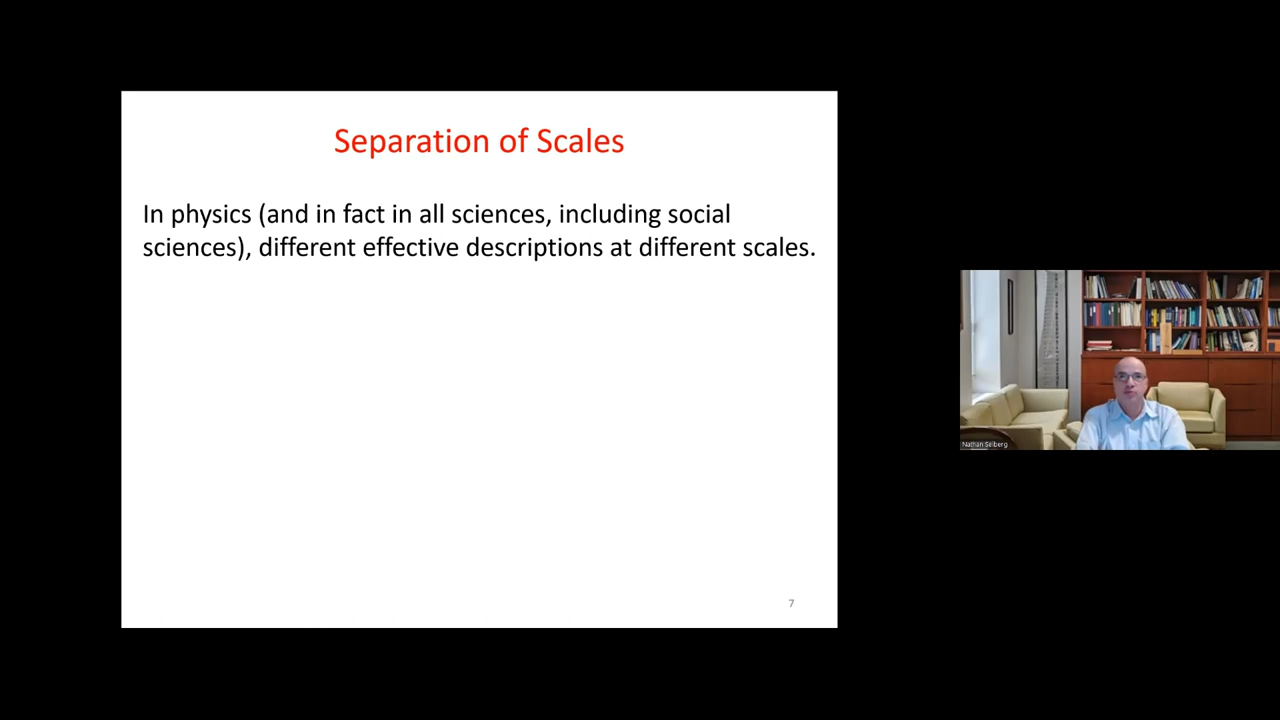 Separation of Scales
In physics (and in fact in all sciences, including social
sciences), different effective descriptions at different scales.
7
Nathan Seiberg